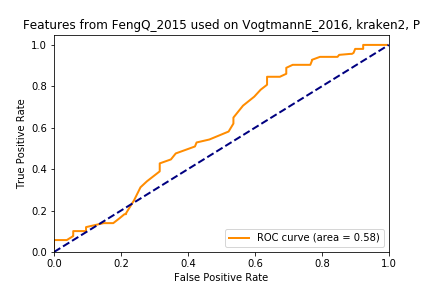 Features from FengQ_2015 used on VogtmannE_2016, kraken2, P
1.0
0.8
0.6
0.4
0.2
0.0
True Positive Rate
ROC curve (area = 0.58)
0.0 0.2 0.4 0.6 0.8 1.0
False Positive Rate